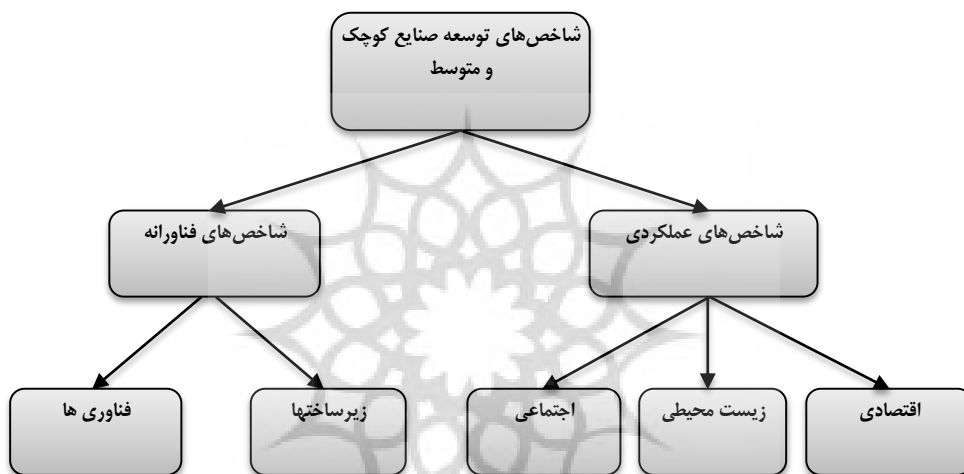 شاخص‌های توسعه صنایع کوچک
و متوسط
شاخص‌های عملکردی
شاخص‌های فناورانه
اقتصادی
زیست محیطی
اجتماعی
زیرساختها
فناوری ها